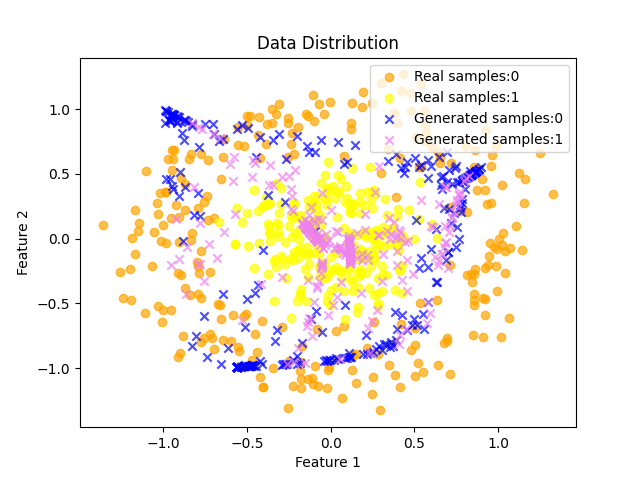 Data Distribution
Real samples:0
Real samples:1
Generated samples:0
Generated samples:1
1.0
0.5
0.0
−0.5
−1.0
Feature 2
−1.0 −0.5 0.0 0.5 1.0
Feature 1